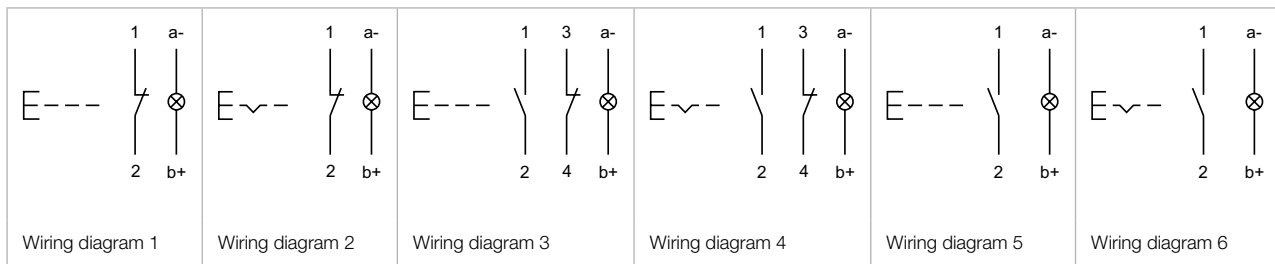 1 a-
2 b+
Wiring diagram 1
1 a-
2 b+
Wiring diagram 2
1 3 a-
2 4 b+
Wiring diagram 3
1 3 a-
2 4 b+
Wiring diagram 4
1 a-
2 b+
Wiring diagram 5
1 a-
2 b+
Wiring diagram 6